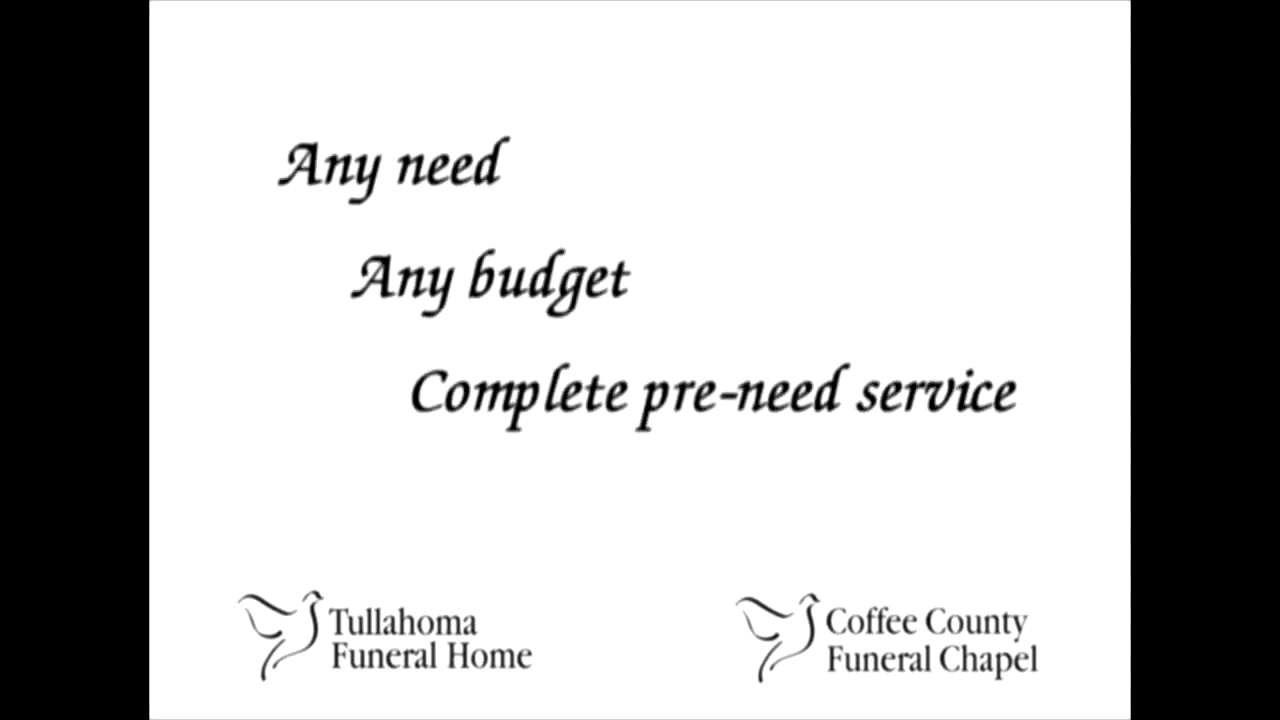 Any need
Any budget
Complete pre-need service
Tullahoma
Funeral Home
Coffee County
Funeral Chapel